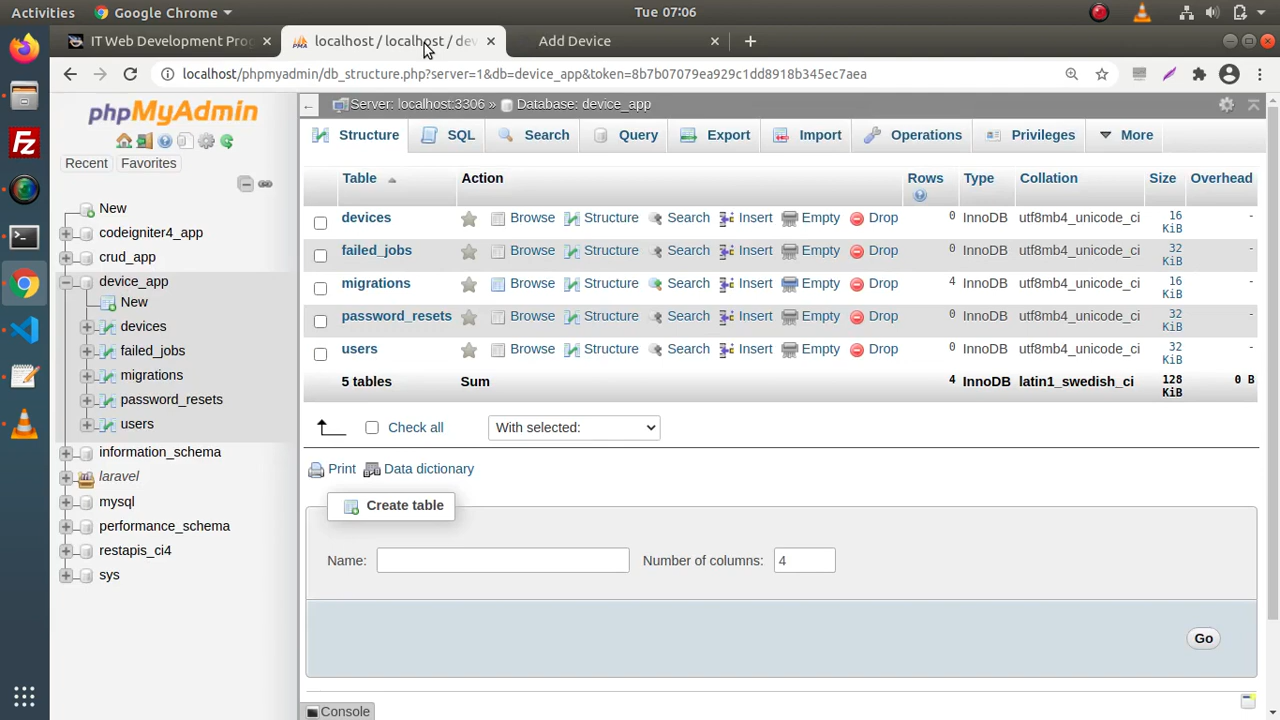 Activities Google Chrome Tue 07:06
IT Web Development Pro localhost / localhost / dev Add Device
localhost/phpmyadmin/db_structure.php?server=1&db=device_app&token=8b7b07079ea929c1dd8918b345ec7aea
phpMyAdmin
Recent Favorites
New
codeigniter4_app
crud_app
device_app
New
devices
failed_jobs
migrations
password_resets
users
information_schema
laravel
mysql
performance_schema
restapis_ci4
sys
Server: localhost:3306 » Database: device_app
Structure SQL Search Query Export Import Operations Privileges More
Table Action Rows Type Collation Size Overhead
devices Browse Structure Search Insert Empty Drop 0 InnoDB utf8mb4_unicode_ci 16 KiB -
failed_jobs Browse Structure Search Insert Empty Drop 0 InnoDB utf8mb4_unicode_ci 32 KiB -
migrations Browse Structure Search Insert Empty Drop 4 InnoDB utf8mb4_unicode_ci 16 KiB -
password_resets Browse Structure Search Insert Empty Drop 0 InnoDB utf8mb4_unicode_ci 32 KiB -
users Browse Structure Search Insert Empty Drop 0 InnoDB utf8mb4_unicode_ci 32 KiB -
5 tables Sum 4 InnoDB latin1_swedish_ci 128 KiB 0 B
Check all With selected:
Print Data dictionary
Create table
Name: Number of columns: 4
Go
Console